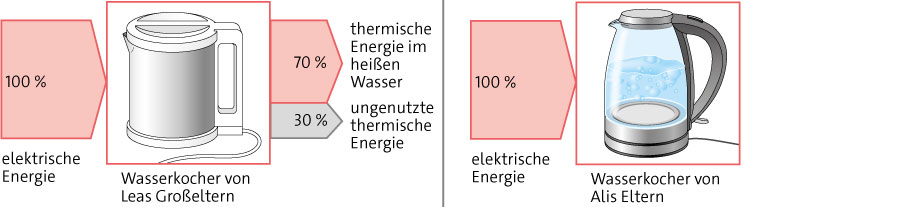 100 %
elektrische
Energie
Wasserkocher von
Leas Großeltern
70 %
thermische
Energie im
heißen
Wasser
30 %
ungenutzte
thermische
Energie
100 %
elektrische
Energie
Wasserkocher von
Alis Eltern